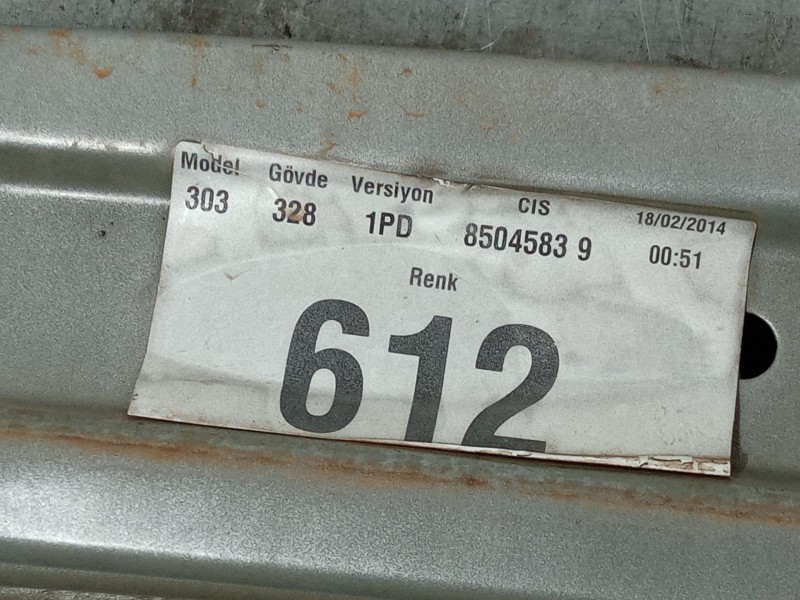 Model Gövde Versiyon CIS 18/02/2014
303 328 1PD 8504583 9 00:51
Renk
612